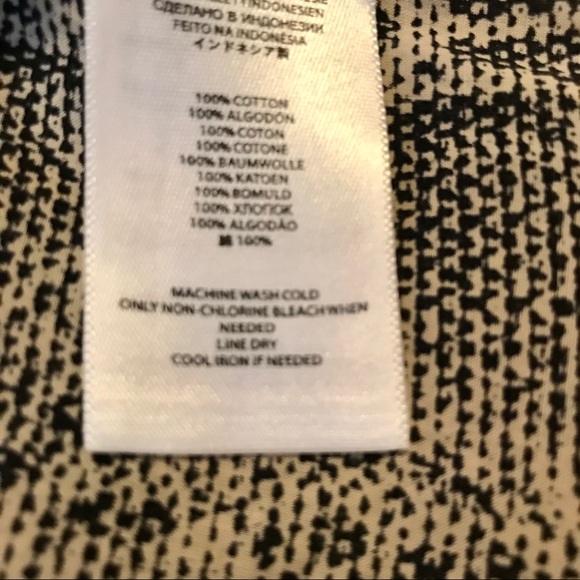 INDONESIEN
СДЕЛАНО В ИНДОНЕЗИИ
FEITO NA INDONÉSIA
インドネシア製
100% COTTON
100% ALGODÓN
100% COTON
100% COTONE
100% BAUMWOLLE
100% KATOEN
100% BOMULD
100% ХЛОПОК
100% ALGODÃO
綿 100%
MACHINE WASH COLD
ONLY NON-CHLORINE BLEACH WHEN
NEEDED
LINE DRY
COOL IRON IF NEEDED